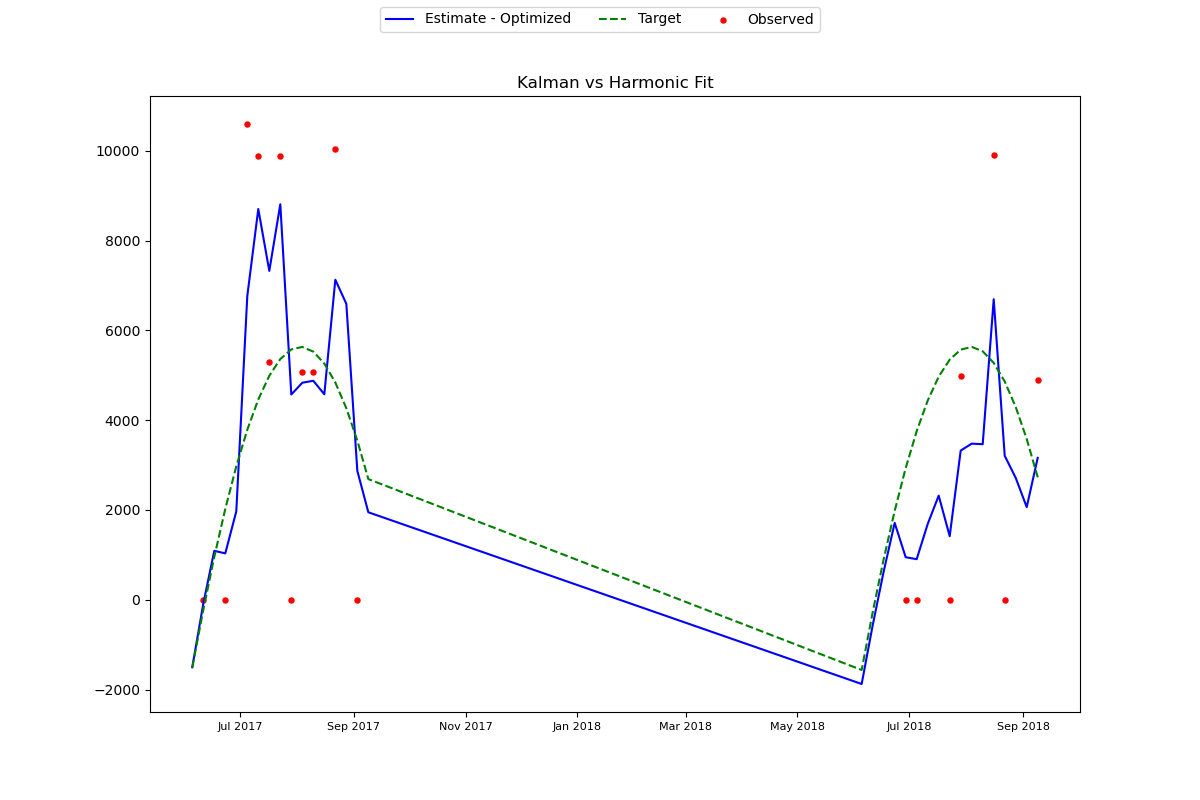 Estimate - Optimized Target Observed
Kalman vs Harmonic Fit
10000
8000
6000
4000
2000
0
−2000
Jul 2017 Sep 2017 Nov 2017 Jan 2018 Mar 2018 May 2018 Jul 2018 Sep 2018